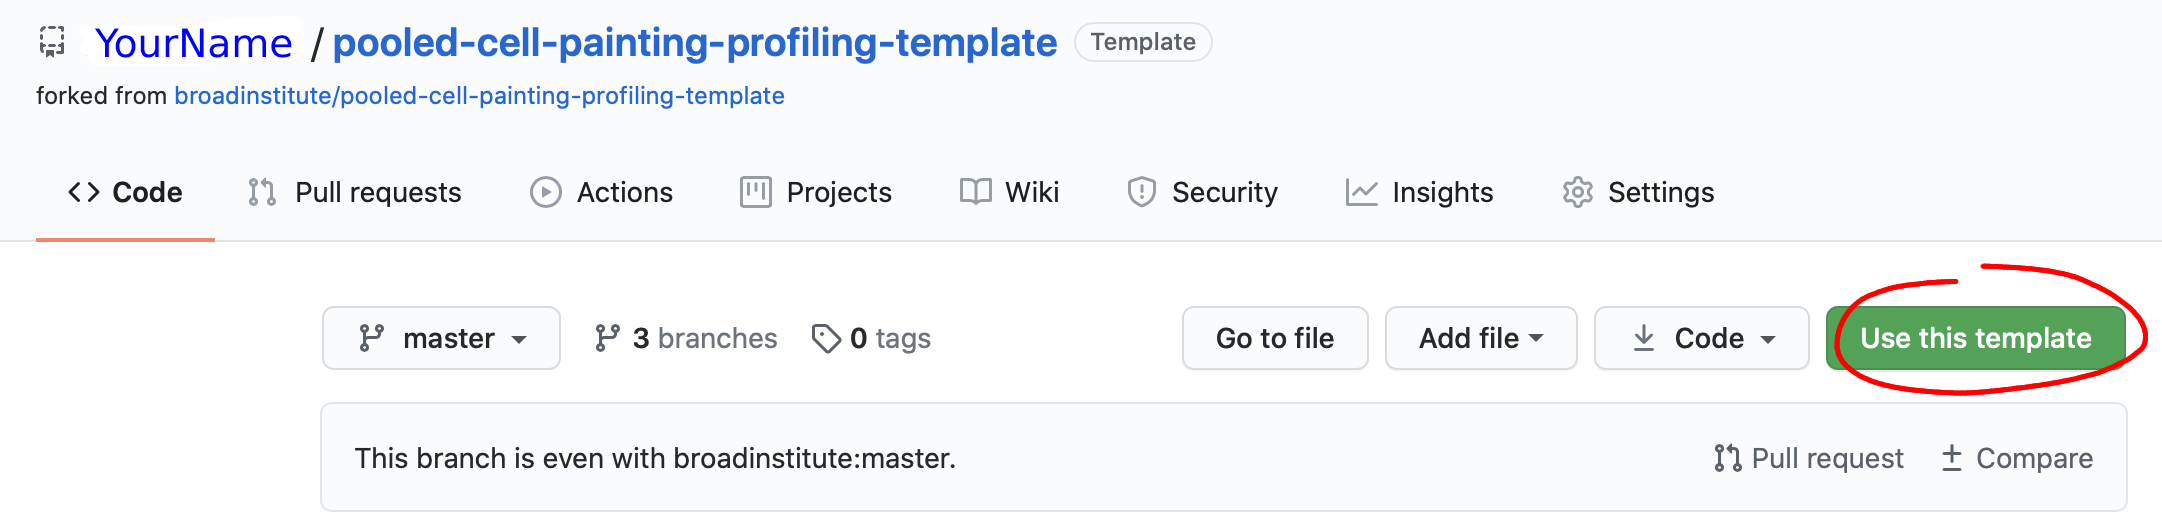 YourName / pooled-cell-painting-profiling-template Template
forked from broadinstitute/pooled-cell-painting-profiling-template
Code Pull requests Actions Projects Wiki Security Insights Settings
master 3 branches 0 tags Go to file Add file Code Use this template
This branch is even with broadinstitute:master. Pull request Compare